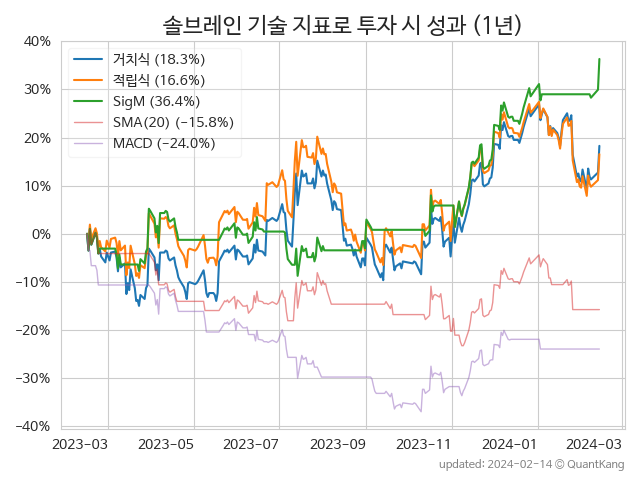 솔브레인 기술 지표로 투자 시 성과 (1년)
40%
30%
20%
10%
0%
−10%
−20%
−30%
−40%
거치식 (18.3%)
적립식 (16.6%)
SigM (36.4%)
SMA(20) (−15.8%)
MACD (−24.0%)
2023-03 2023-05 2023-07 2023-09 2023-11 2024-01 2024-03
updated: 2024-02-14 © QuantKang